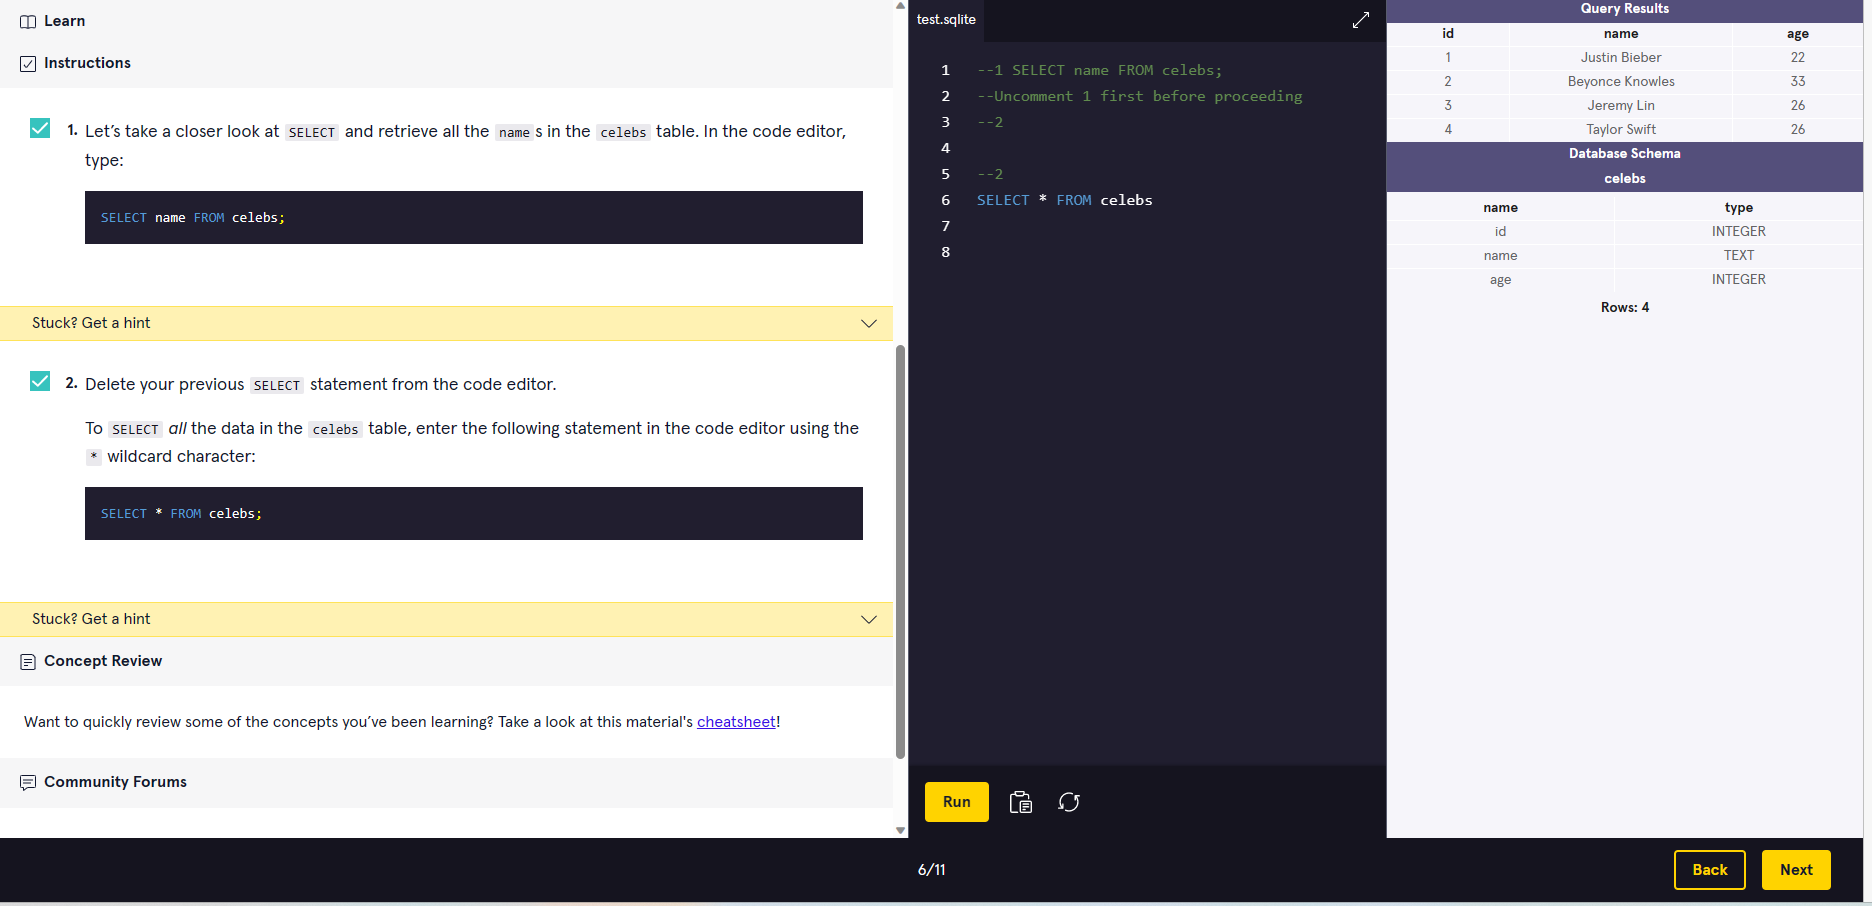 Learn
Instructions
1. Let’s take a closer look at SELECT and retrieve all the name s in the celebs table. In the code editor,
type:
SELECT name FROM celebs;
Stuck? Get a hint
2. Delete your previous SELECT statement from the code editor.
To SELECT all the data in the celebs table, enter the following statement in the code editor using the
* wildcard character:
SELECT * FROM celebs;
Stuck? Get a hint
Concept Review
Want to quickly review some of the concepts you’ve been learning? Take a look at this material's cheatsheet!
Community Forums
test.sqlite
1 --1 SELECT name FROM celebs;
2 --Uncomment 1 first before proceeding
3 --2
4
5 --2
6 SELECT * FROM celebs
7
8
Run
Query Results
id name age
1 Justin Bieber 22
2 Beyonce Knowles 33
3 Jeremy Lin 26
4 Taylor Swift 26
Database Schema
celebs
name type
id INTEGER
name TEXT
age INTEGER
Rows: 4
6/11
Back
Next